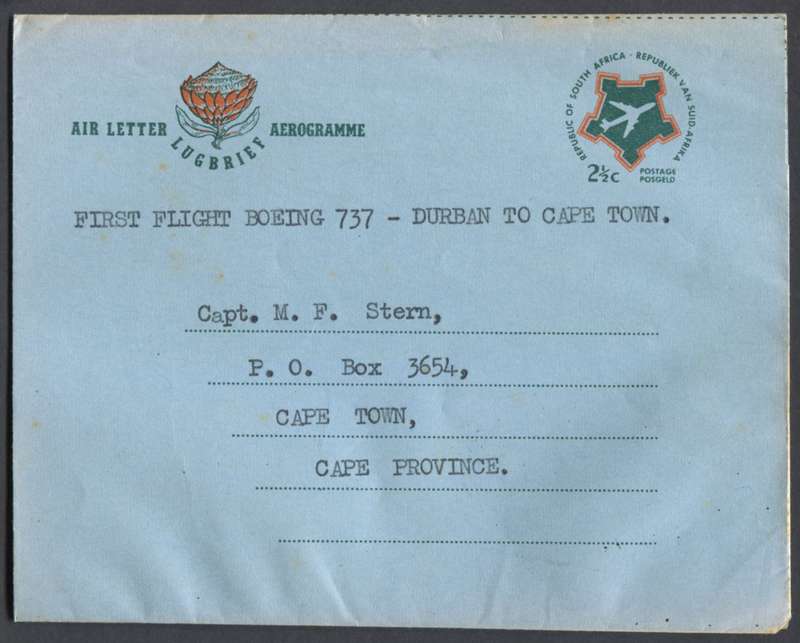 REPUBLIC OF SOUTH AFRICA · REPUBLIEK VAN SUID-AFRIKA
AIR LETTER LUGBRIEF AEROGRAMME
2½c POSTAGE
POSGELD
FIRST FLIGHT BOEING 737 - DURBAN TO CAPE TOWN.
Capt. M. F. Stern,
P. O. Box 3654,
CAPE TOWN,
CAPE PROVINCE.